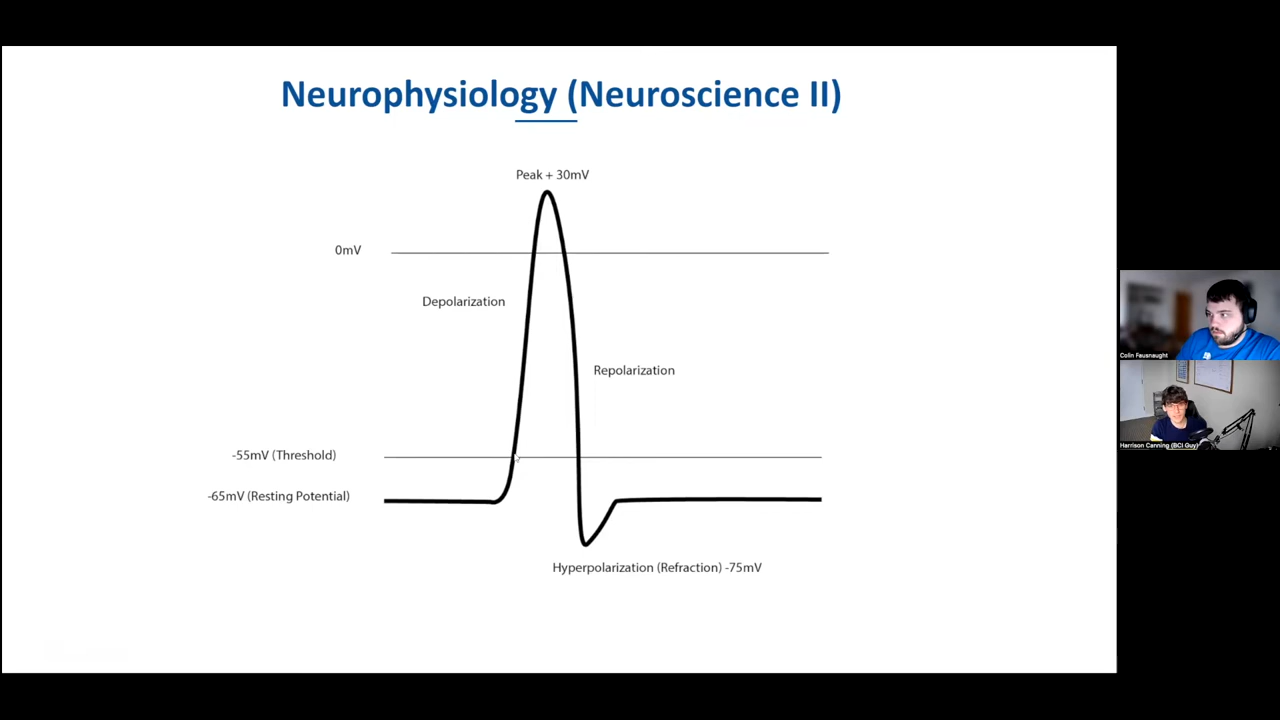 Neurophysiology (Neuroscience II)
Peak + 30mV
0mV
Depolarization
Repolarization
-55mV (Threshold)
-65mV (Resting Potential)
Hyperpolarization (Refraction) -75mV
Colin Fausnaught
Harrison Canning (BCI Guy)